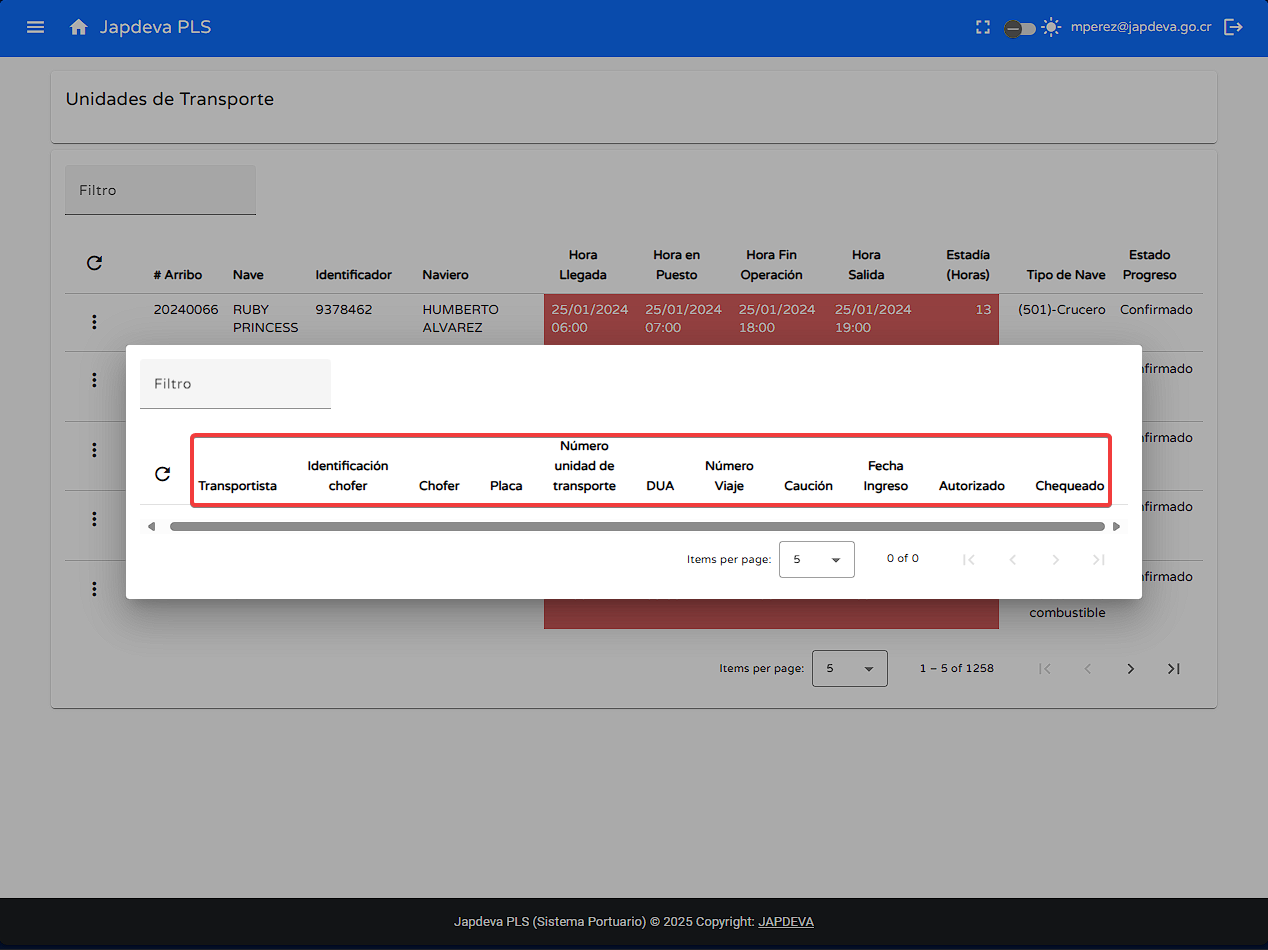 Japdeva PLS
mperez@japdeva.go.cr
Unidades de Transporte
Filtro
# Arribo Nave Identificador Naviero Hora Llegada Hora en Puesto Hora Fin Operación Hora Salida Estadía (Horas) Tipo de Nave Estado Progreso
20240066 RUBY PRINCESS 9378462 HUMBERTO ALVAREZ 25/01/2024 06:00 25/01/2024 07:00 25/01/2024 18:00 25/01/2024 19:00 13 (501)-Crucero Confirmado
nfirmado
nfirmado
nfirmado
nfirmado
combustible
Filtro
Transportista Identificación chofer Chofer Placa Número unidad de transporte DUA Número Viaje Caución Fecha Ingreso Autorizado Chequeado
Items per page: 5 0 of 0
Items per page: 5 1 – 5 of 1258
Japdeva PLS (Sistema Portuario) © 2025 Copyright: JAPDEVA